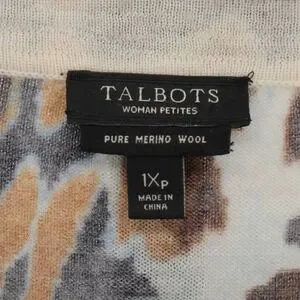 TALBOTS
WOMAN PETITES
PURE MERINO WOOL
1Xp
MADE IN
CHINA